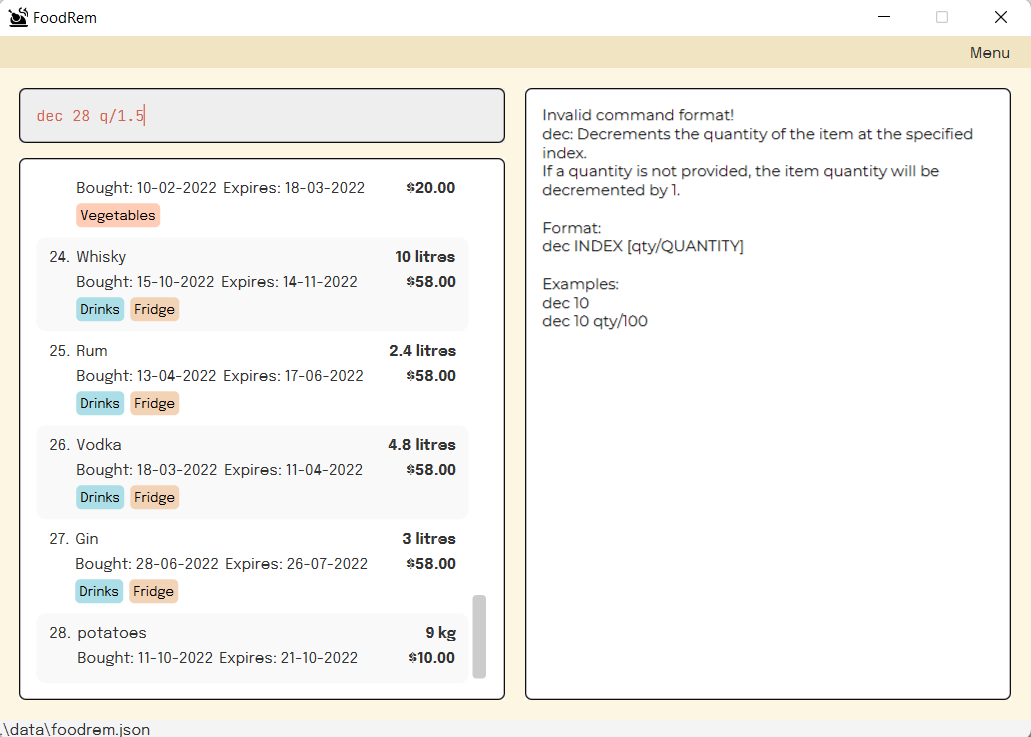 FoodRem
Menu
dec 28 q/1.5
Bought: 10-02-2022 Expires: 18-03-2022 $20.00
Vegetables
24. Whisky 10 litres
Bought: 15-10-2022 Expires: 14-11-2022 $58.00
Drinks Fridge
25. Rum 2.4 litres
Bought: 13-04-2022 Expires: 17-06-2022 $58.00
Drinks Fridge
26. Vodka 4.8 litres
Bought: 18-03-2022 Expires: 11-04-2022 $58.00
Drinks Fridge
27. Gin 3 litres
Bought: 28-06-2022 Expires: 26-07-2022 $58.00
Drinks Fridge
28. potatoes 9 kg
Bought: 11-10-2022 Expires: 21-10-2022 $10.00
Invalid command format!
dec: Decrements the quantity of the item at the specified
index.
If a quantity is not provided, the item quantity will be
decremented by 1.
Format:
dec INDEX [qty/QUANTITY]
Examples:
dec 10
dec 10 qty/100
.\data\foodrem.json